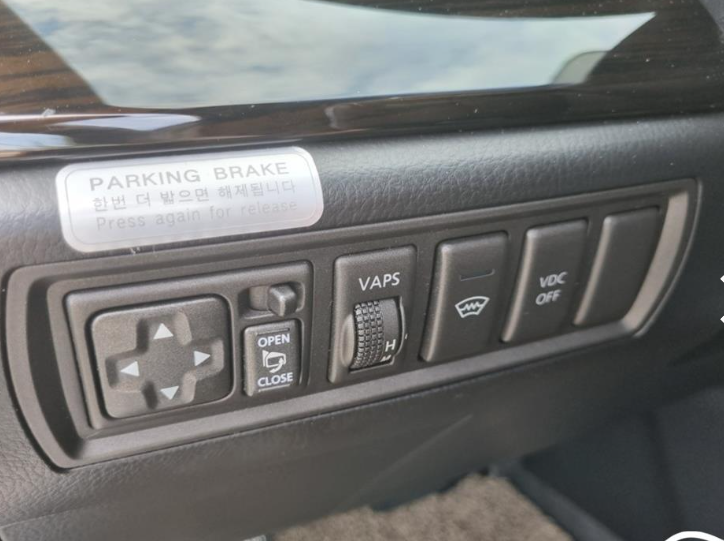 PARKING BRAKE
한번 더 밟으면 해제됩니다
Press again for release
OPEN
CLOSE
VAPS
H
VDC
OFF